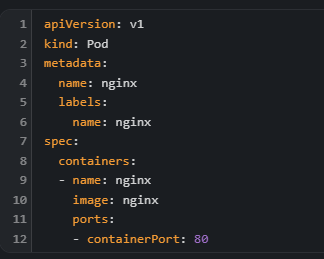 1 apiVersion: v1
2 kind: Pod
3 metadata:
4   name: nginx
5   labels:
6     name: nginx
7 spec:
8   containers:
9   - name: nginx
10     image: nginx
11     ports:
12     - containerPort: 80